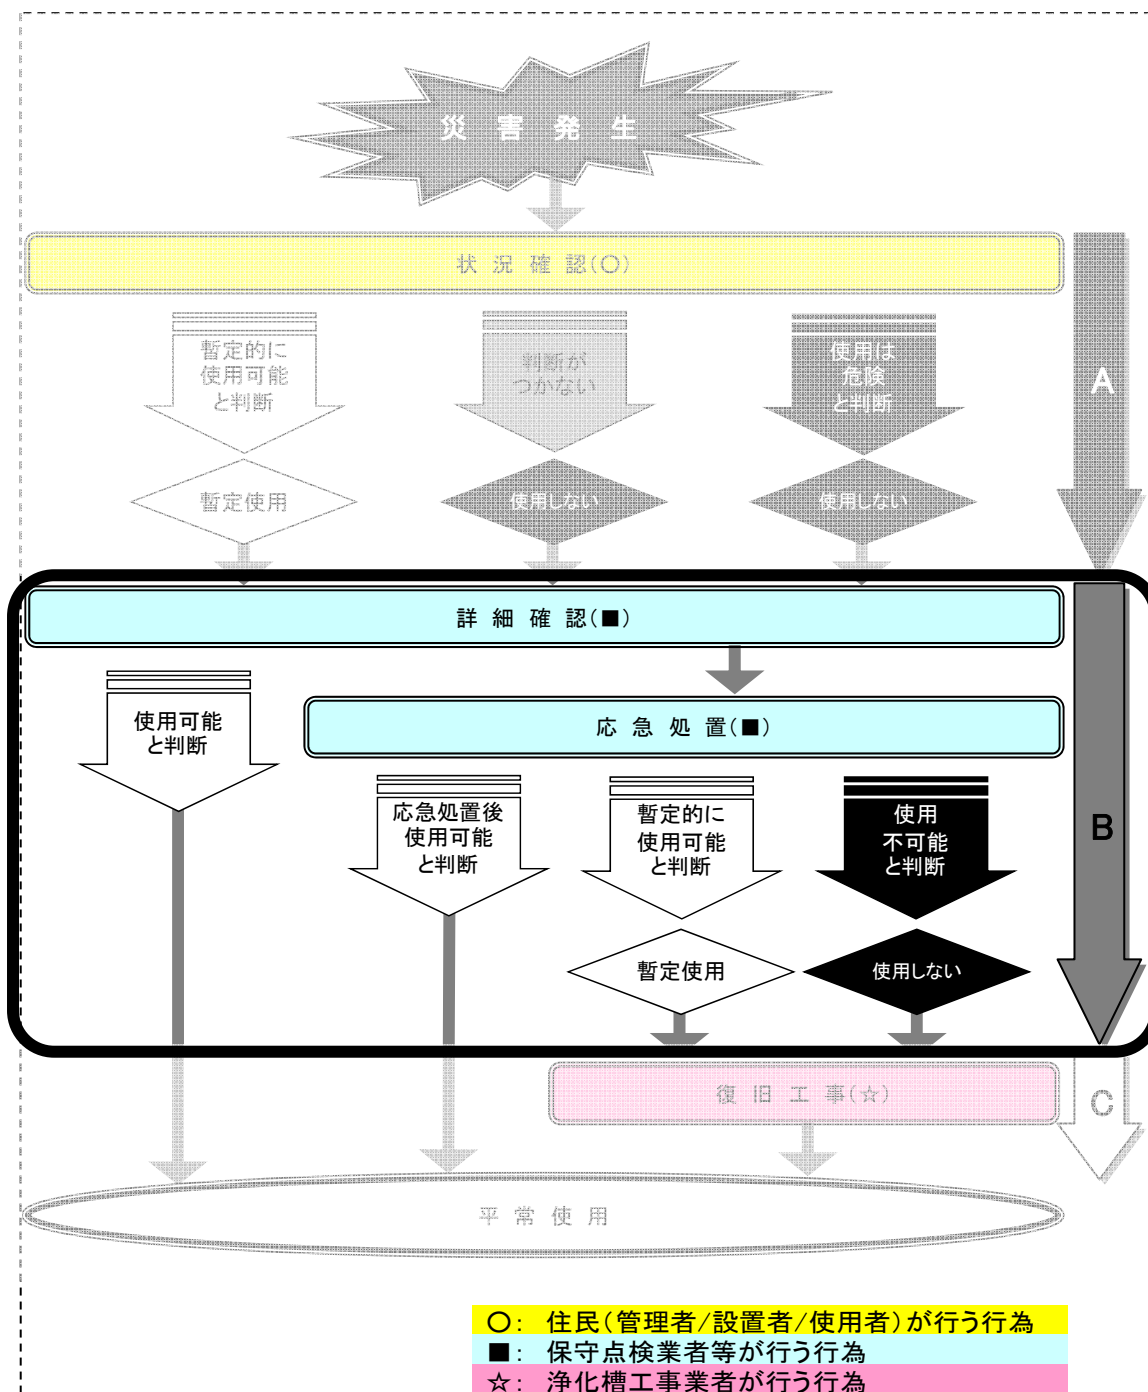 災 害 発 生
状 況 確 認(○)
暫定的に
使用可能
と判断
判断が
つかない
使用は
危険
と判断
A
暫定使用
使用しない
使用しない
詳 細 確 認(■)
使用可能
と判断
応 急 処 置(■)
応急処置後
使用可能
と判断
暫定的に
使用可能
と判断
使用
不可能
と判断
B
暫定使用
使用しない
復 旧 工 事(☆)
C
平 常 使 用
○: 住民(管理者/設置者/使用者)が行う行為
■: 保守点検業者等が行う行為
☆: 浄化槽工事業者が行う行為